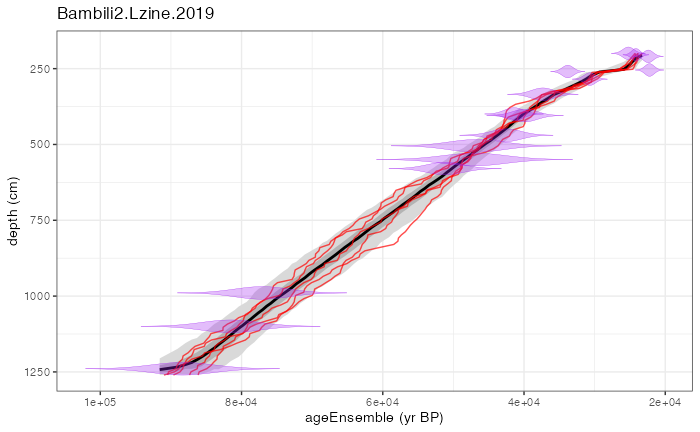 Bambili2.Lzine.2019
depth (cm)
250
500
750
1000
1250
1e+05
8e+04
6e+04
4e+04
2e+04
ageEnsemble (yr BP)